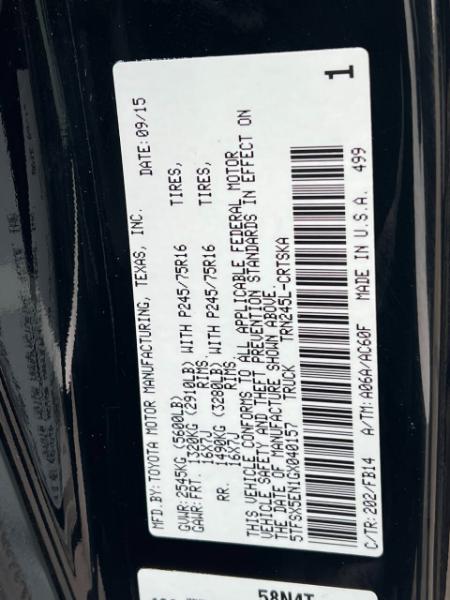 MFD.BY:TOYOTA MOTOR MANUFACTURING, TEXAS, INC. DATE: 09/15
GVWR:2545KG (5600LB)
GAWR:FRT. 1320KG (2910LB) WITH P245/75R16 TIRES,
16X7J RIMS
RR. 1490KG (3280LB) WITH P245/75R16 TIRES,
16X7J RIMS
THIS VEHICLE CONFORMS TO ALL APPLICABLE FEDERAL MOTOR
VEHICLE SAFETY AND THEFT PREVENTION STANDARDS IN EFFECT ON
THE DATE OF MANUFACTURE SHOWN ABOVE.
5TFSX5EN1GX040157 TRUCK TRN245L-CRTSKA
C/TR:202/FB14 A/TM:A06A/AC60F MADE IN U.S.A. 499
1
58N4T